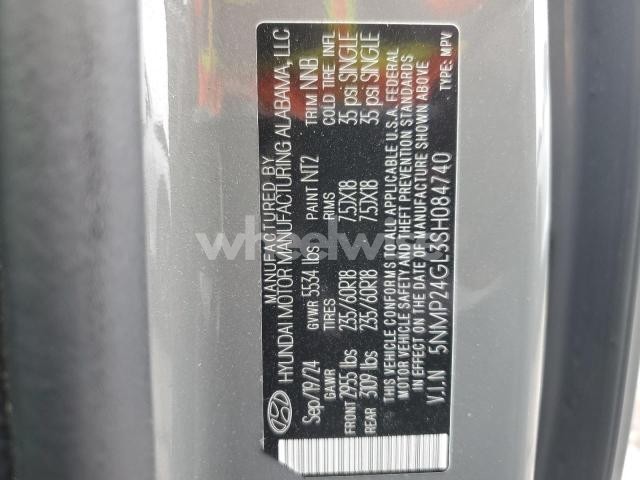 MANUFACTURED BY
HYUNDAI MOTOR MANUFACTURING ALABAMA, LLC
Sep/19/24 GVWR 5534 lbs PAINT NT2 TRIM NNB
GAWR TIRES RIMS COLD TIRE INFL
FRONT 2955 lbs 235/60R18 7.5JX18 35 psi SINGLE
REAR 3109 lbs 235/60R18 7.5JX18 35 psi SINGLE
THIS VEHICLE CONFORMS TO ALL APPLICABLE U.S.A. FEDERAL
MOTOR VEHICLE SAFETY AND THEFT PREVENTION STANDARDS
IN EFFECT ON THE DATE OF MANUFACTURE SHOWN ABOVE
V.I.N 5NMP24GL3SH084740 TYPE: MPV